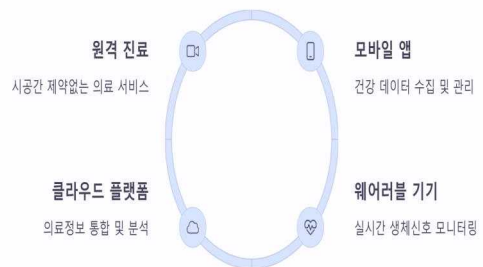 원격 진료
시공간 제약없는 의료 서비스
모바일 앱
건강 데이터 수집 및 관리
클라우드 플랫폼
의료정보 통합 및 분석
웨어러블 기기
실시간 생체신호 모니터링